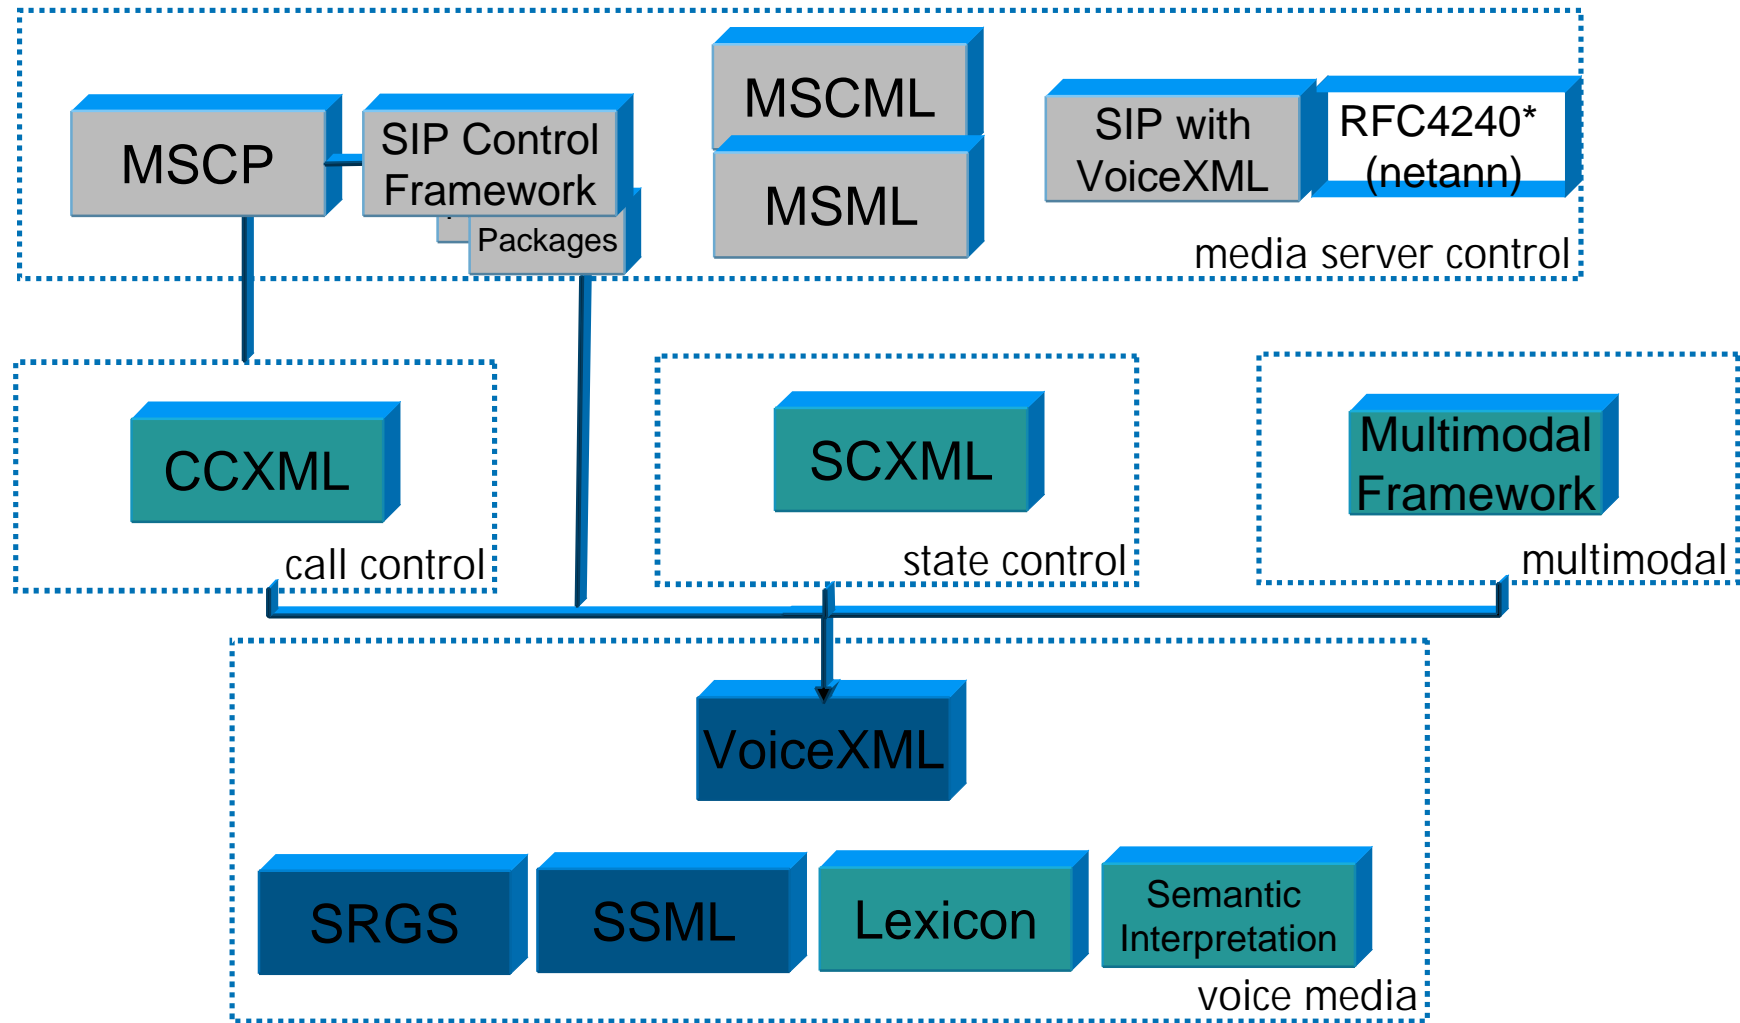 MSCP
SIP Control
Framework
Packages
MSCML
MSML
SIP with
VoiceXML
RFC4240*
(netann)
media server control
CCXML
call control
SCXML
state control
Multimodal
Framework
multimodal
VoiceXML
SRGS
SSML
Lexicon
Semantic
Interpretation
voice media